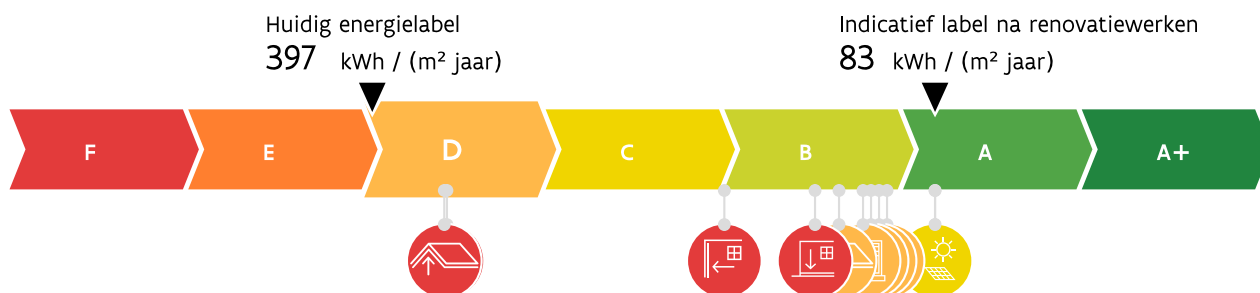 Huidig energielabel
397 kWh / (m² jaar)
Indicatief label na renovatiewerken
83 kWh / (m² jaar)
F E D C B A A+